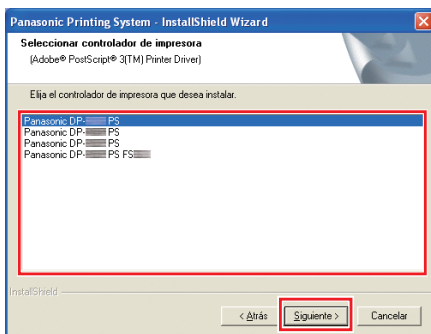 Panasonic Printing System - InstallShield Wizard
Seleccionar controlador de impresora
(Adobe® PostScript® 3(TM) Printer Driver)
Elija el controlador de impresora que desea instalar.
Panasonic DP- PS
Panasonic DP- PS
Panasonic DP- PS
Panasonic DP- PS FS
InstallShield
< Atrás Siguiente > Cancelar